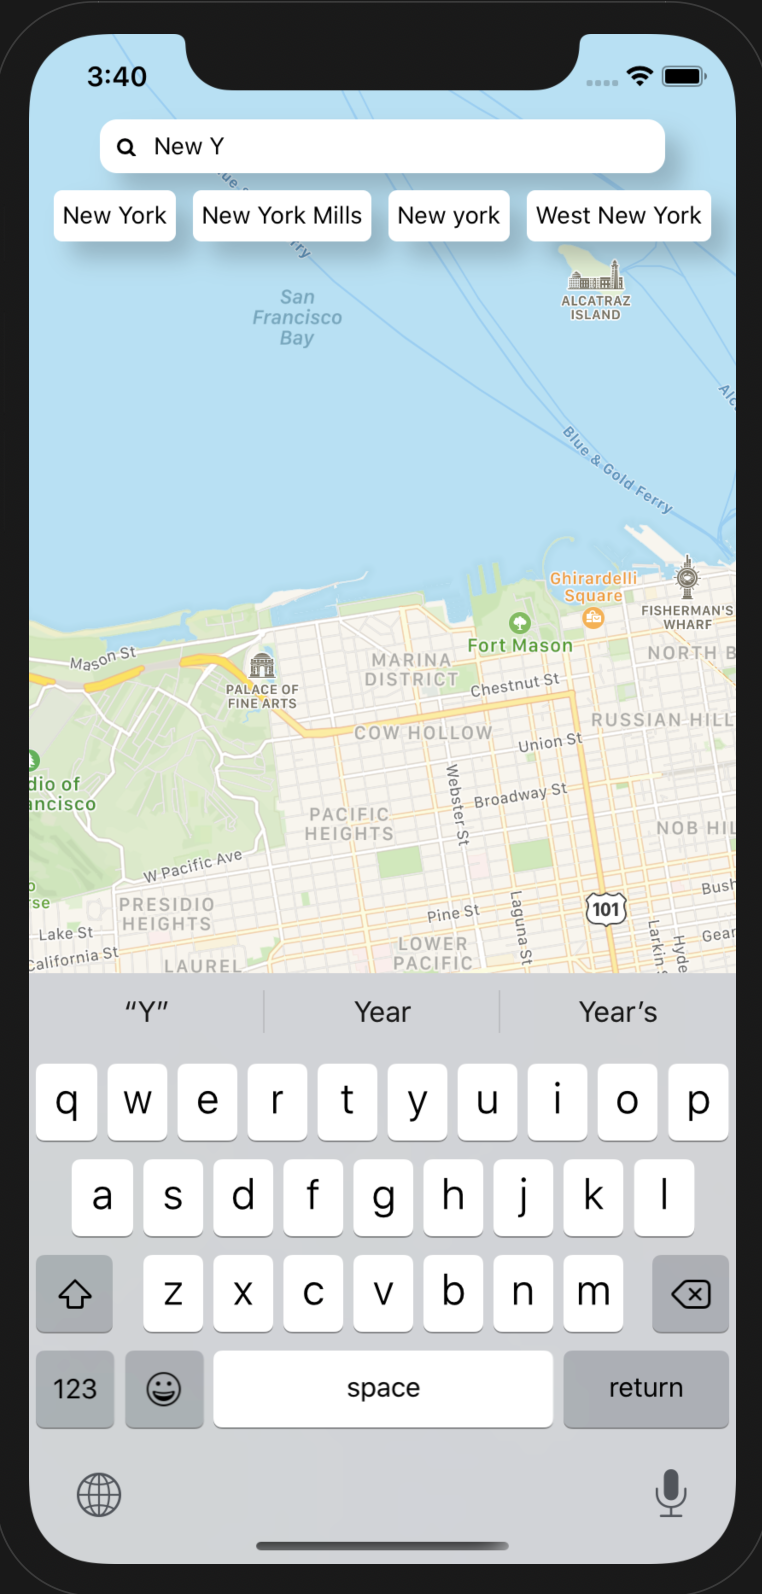 3:40
New Y
ue &
rry
New York
New York Mills
New york
West New York
San
Francisco
Bay
ALCATRAZ
ISLAND
Blue & Gold Ferry
Ghirardelli
Square
FISHERMAN'S
WHARF
Fort Mason
Mason St
MARINA
DISTRICT
NORTH B
PALACE OF
FINE ARTS
Chestnut St
RUSSIAN HILL
COW HOLLOW
Union St
dio of
ancisco
Webster St
Broadway St
PACIFIC
HEIGHTS
NOB HIL
W Pacific Ave
o
rse
PRESIDIO
HEIGHTS
Pine St
Laguna St
101
Bush
Lake St
California St
LAUREL
LOWER
PACIFIC
Larkin S
Hyde
Gear
“Y”
Year
Year’s
q w e r t y u i o p
a s d f g h j k l
z x c v b n m
123
space
return